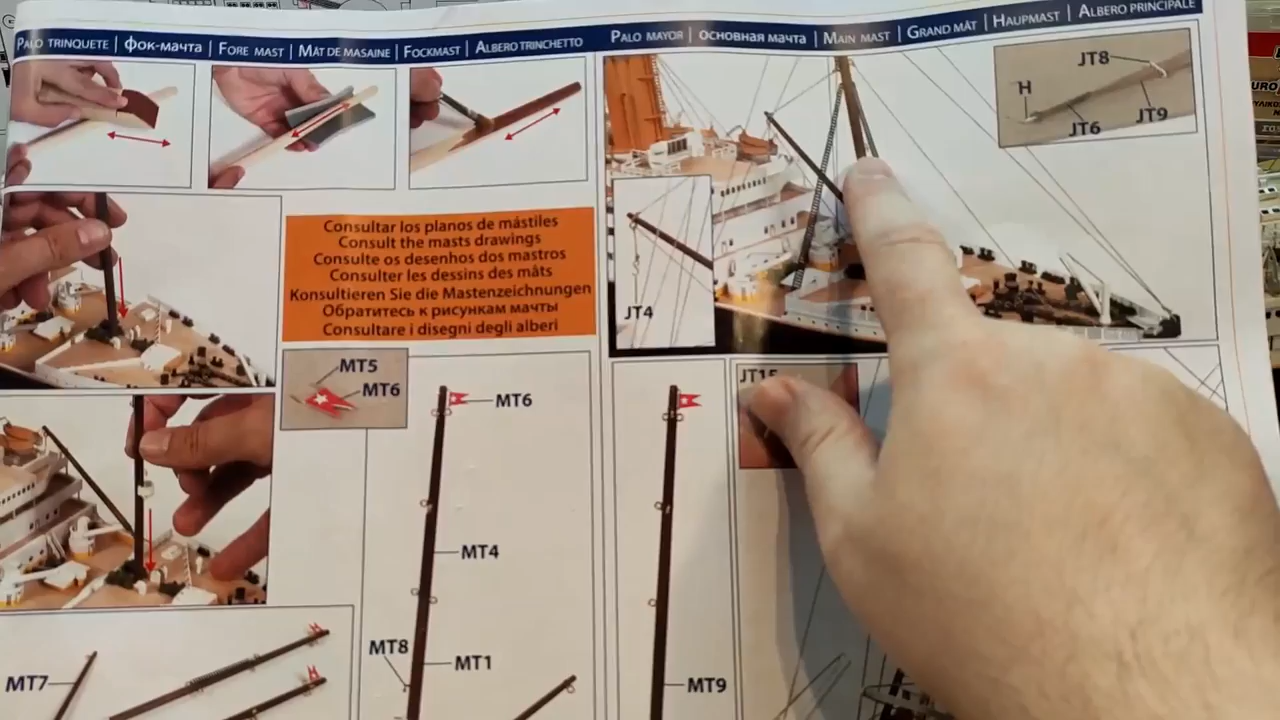 PALO TRINQUETE | фок-мачта | FORE MAST | MÂT DE MASAINE | FOCKMAST | ALBERO TRINCHETTO
PALO MAYOR | основная мачта | MAIN MAST | GRAND MÂT | HAUPMAST | ALBERO PRINCIPALE
JT8
H
JT6
JT9
JT4
Consultar los planos de mástiles
Consult the masts drawings
Consulte os desenhos dos mastros
Consulter les dessins des mâts
Konsultieren Sie die Mastenzeichnungen
Обратитесь к рисункам мачты
Consultare i disegni degli alberi
MT5
MT6
MT6
JT15
MT4
MT8
MT1
MT7
MT9